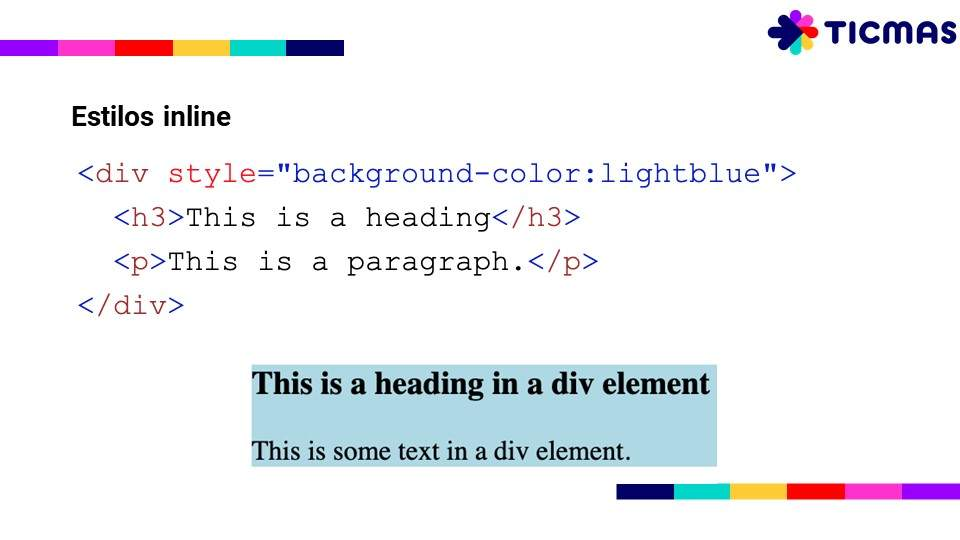 TICMAS
Estilos inline
<div style="background-color:lightblue">
<h3>This is a heading</h3>
<p>This is a paragraph.</p>
</div>
This is a heading in a div element
This is some text in a div element.